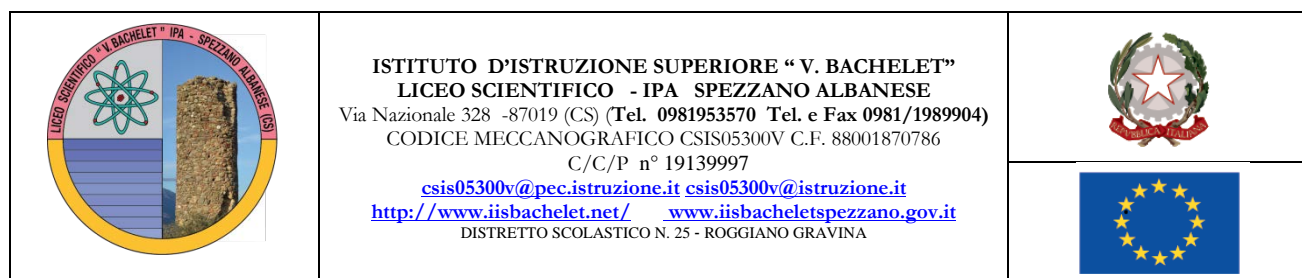 LICEO SCIENTIFICO "V. BACHELET" IPA - SPEZZANO ALBANESE (CS)
ISTITUTO D'ISTRUZIONE SUPERIORE “ V. BACHELET”
LICEO SCIENTIFICO - IPA SPEZZANO ALBANESE
Via Nazionale 328 -87019 (CS) (Tel. 0981953570 Tel. e Fax 0981/1989904)
CODICE MECCANOGRAFICO CSIS05300V C.F. 88001870786
C/C/P n° 19139997
csis05300v@pec.istruzione.it csis05300v@istruzione.it
http://www.iisbachelet.net/ www.iisbacheletspezzano.gov.it
DISTRETTO SCOLASTICO N. 25 - ROGGIANO GRAVINA
REPVBBLICA ITALIANA